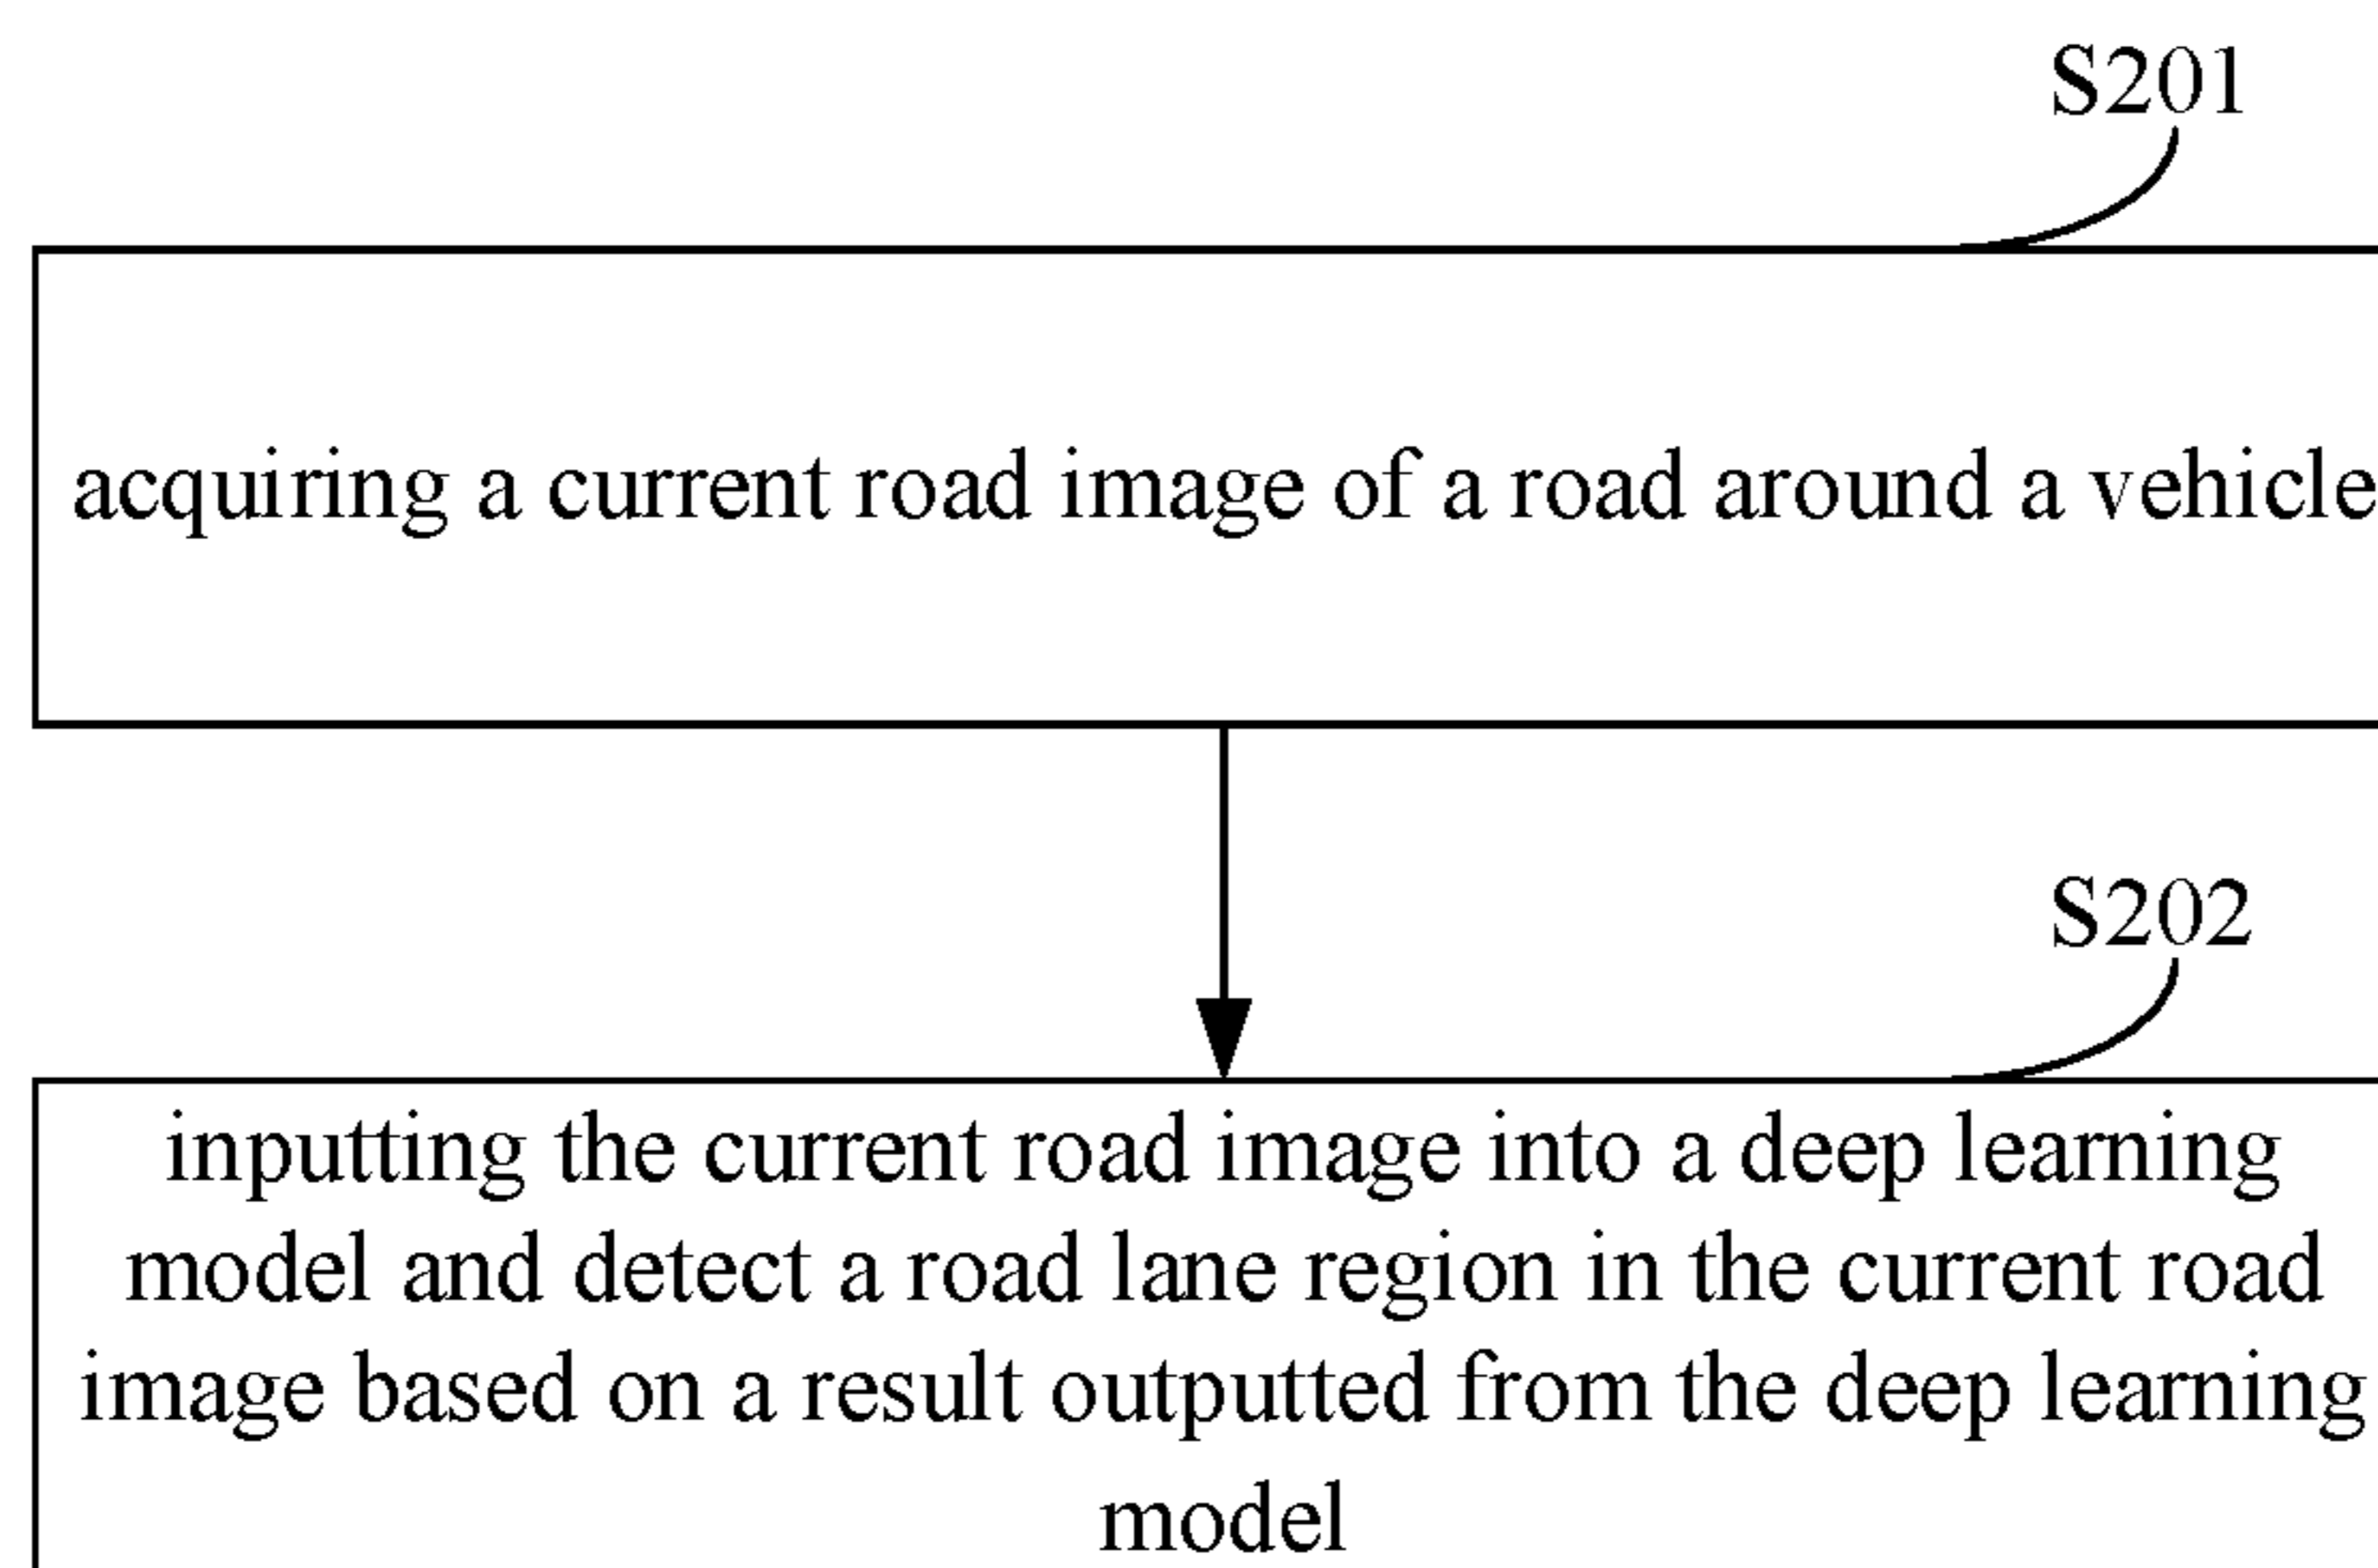 S201
acquiring a current road image of a road around a vehicle
S202
inputting the current road image into a deep learning
model and detect a road lane region in the current road
image based on a result outputted from the deep learning
model